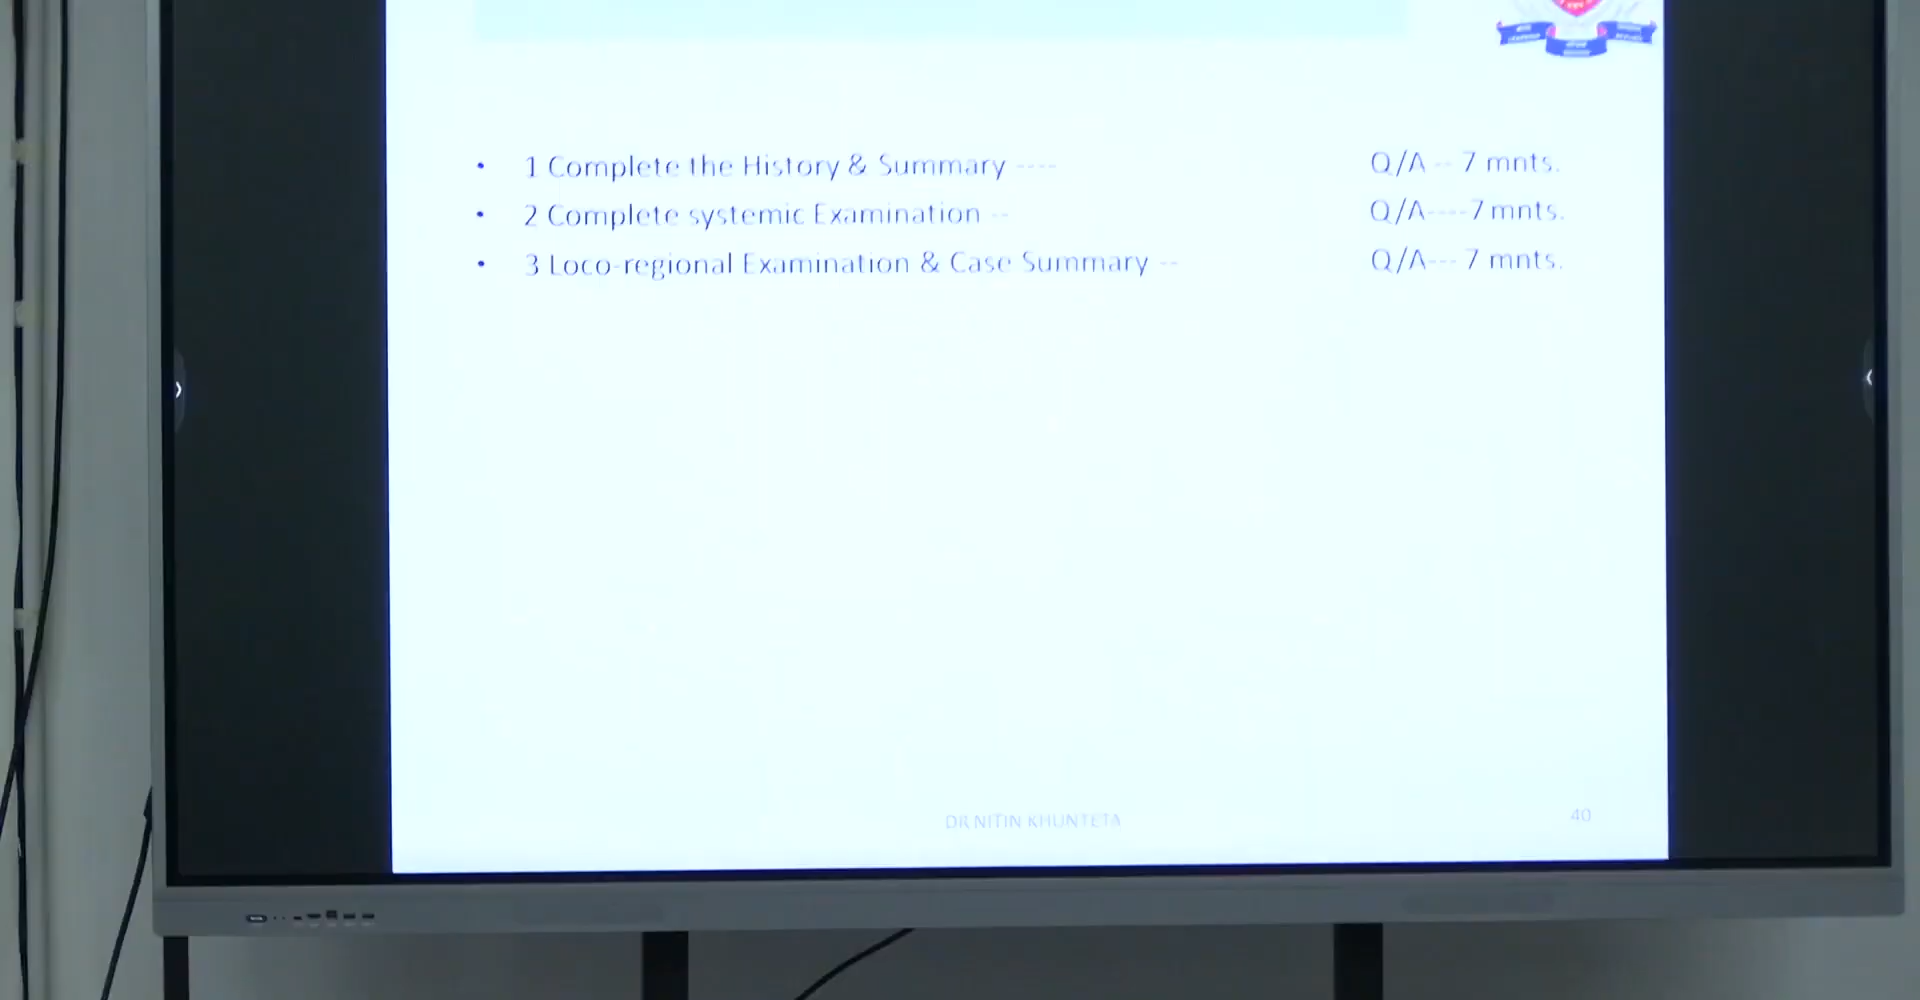 • 1 Complete the History & Summary ---- Q/A -- 7 mnts.
• 2 Complete systemic Examination -- Q/A----7 mnts.
• 3 Loco-regional Examination & Case Summary -- Q/A--- 7 mnts.
DR NITIN KHUNTETA
40